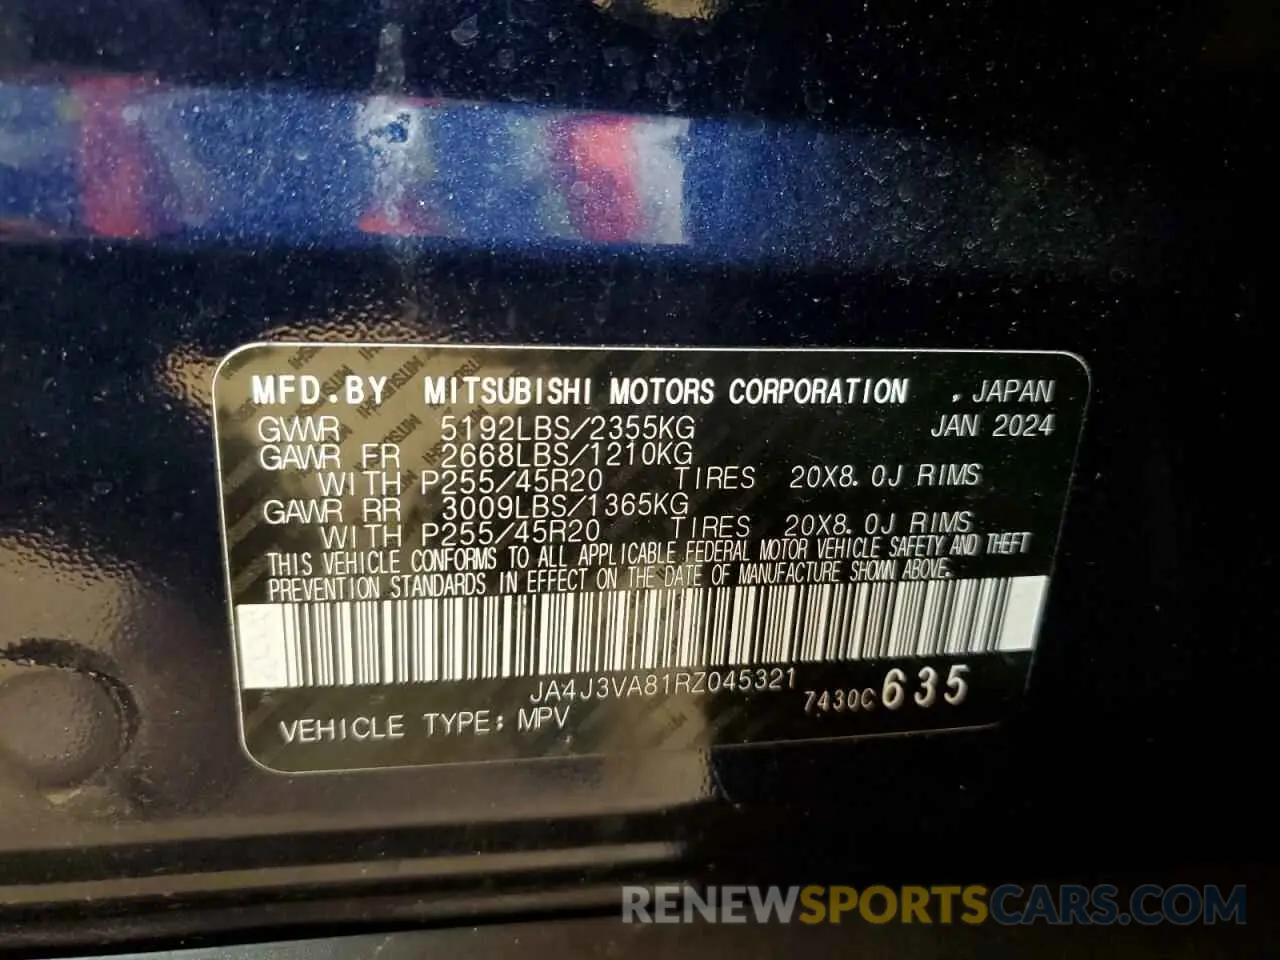 MFD.BY MITSUBISHI MOTORS CORPORATION , JAPAN
GVWR 5192LBS/2355KG JAN 2024
GAWR FR 2668LBS/1210KG
WITH P255/45R20 TIRES 20X8.0J RIMS
GAWR RR 3009LBS/1365KG
WITH P255/45R20 TIRES 20X8.0J RIMS
THIS VEHICLE CONFORMS TO ALL APPLICABLE FEDERAL MOTOR VEHICLE SAFETY AND THEFT
PREVENTION STANDARDS IN EFFECT ON THE DATE OF MANUFACTURE SHOWN ABOVE.
JA4J3VA81RZ045321
7430C 635
VEHICLE TYPE: MPV
RENEWSPORTSCARS.COM